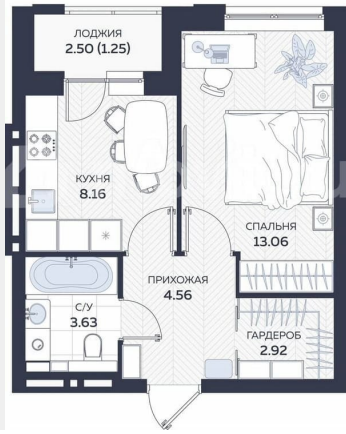 ЛОДЖИЯ
2.50 (1.25)
КУХНЯ
8.16
СПАЛЬНЯ
13.06
ПРИХОЖАЯ
4.56
С/У
3.63
ГАРДЕРОБ
2.92